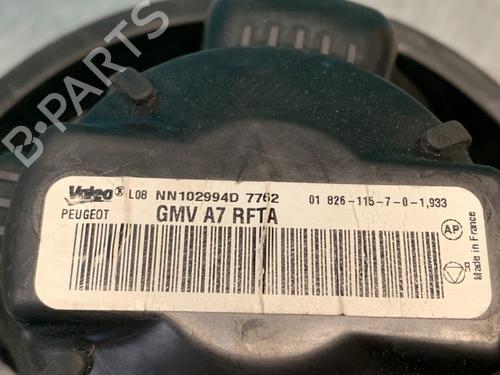 B-PARTS
Valeo® L08 NN102994D 7762 01 826-115-7-0-1,933
PEUGEOT GMV A7 RFTA
AP
Made in France